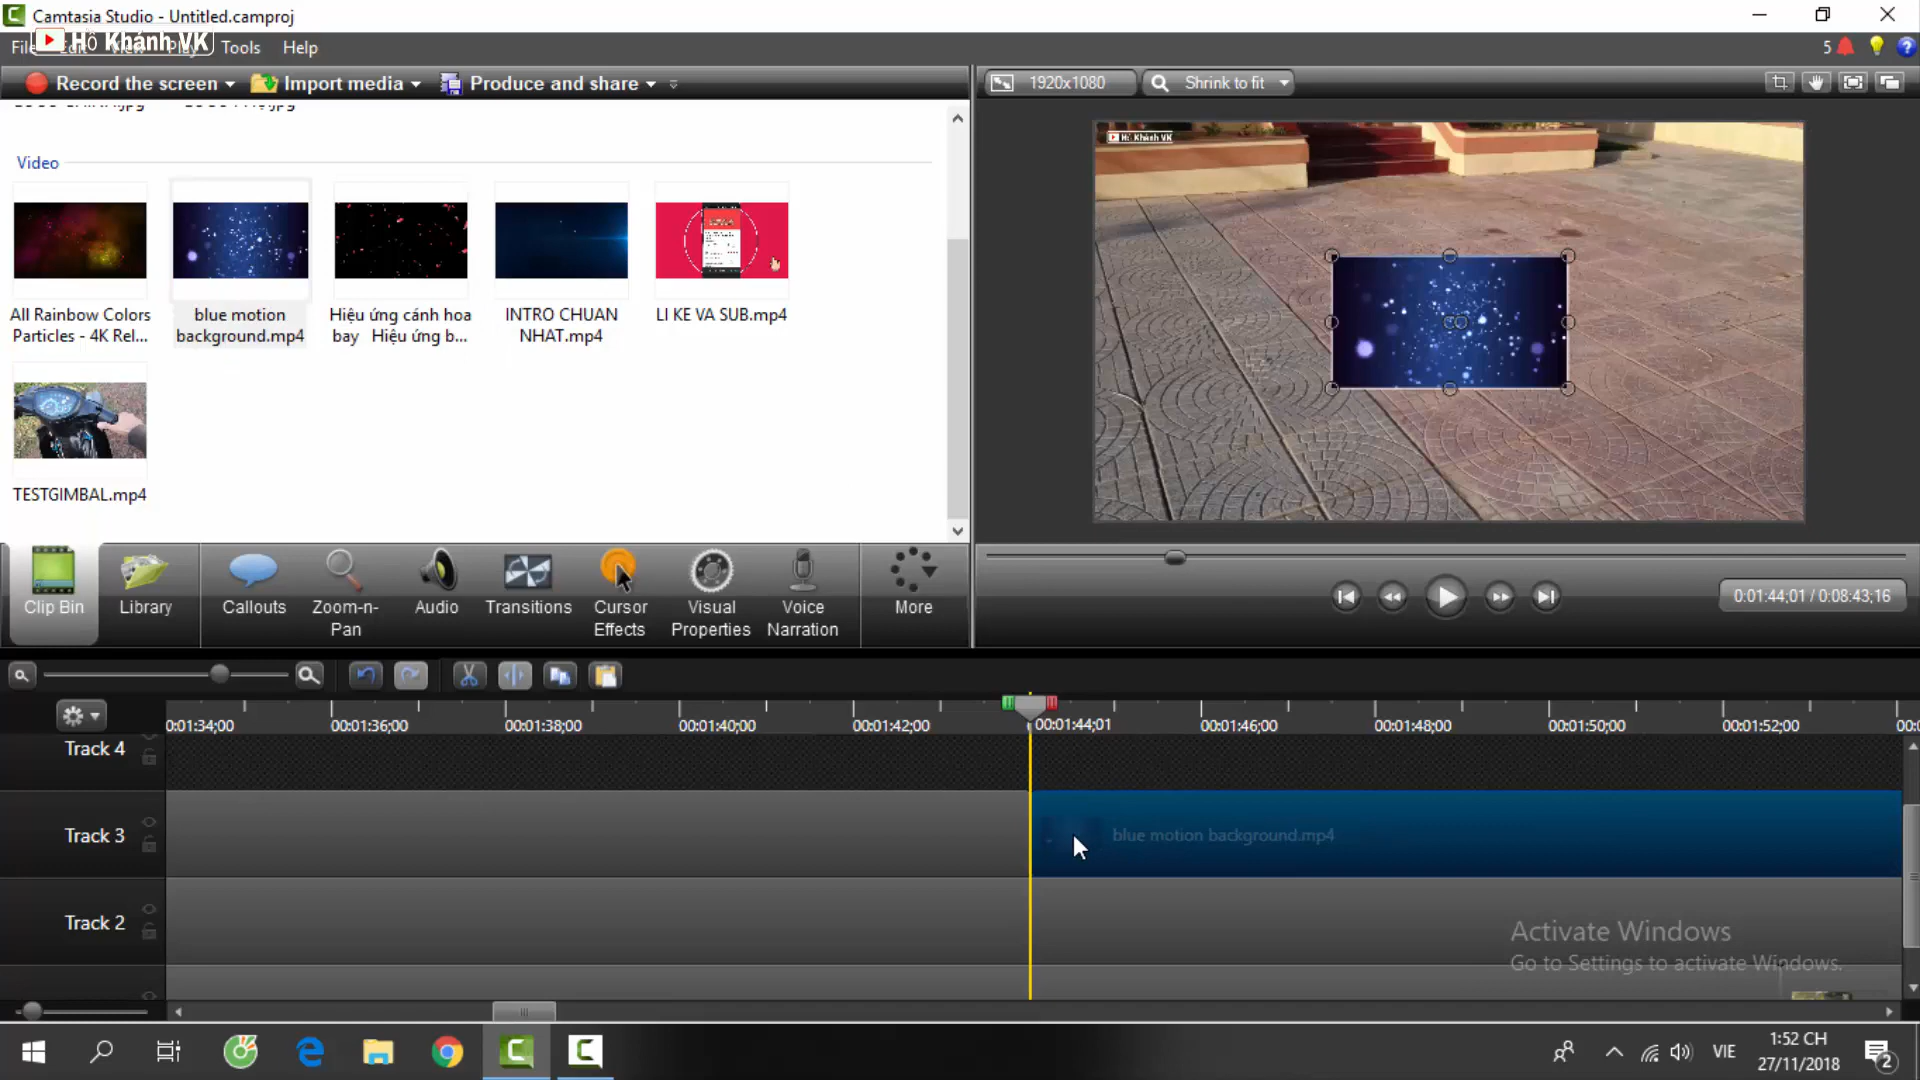 Camtasia Studio - Untitled.camproj
Hồ Khánh VK
File Edit View Play Tools Help
5
Record the screen
Import media
Produce and share
1920x1080
Shrink to fit
Hồ Khánh VK
Video
All Rainbow Colors
Particles - 4K Rel...
blue motion
background.mp4
Hiệu ứng cánh hoa
bay Hiệu ứng b...
INTRO CHUAN
NHAT.mp4
LI KE VA SUB.mp4
TESTGIMBAL.mp4
Clip Bin
Library
Callouts
Zoom-n-
Pan
Audio
Transitions
Cursor
Effects
Visual
Properties
Voice
Narration
More
0:01:44;01 / 0:08:43;16
0:01:34;00
00:01:36;00
00:01:38;00
00:01:40;00
00:01:42;00
00:01:44;01
00:01:46;00
00:01:48;00
00:01:50;00
00:01:52;00
Track 4
Track 3
blue motion background.mp4
Track 2
Activate Windows
Go to Settings to activate Windows.
VIE
1:52 CH
27/11/2018
2